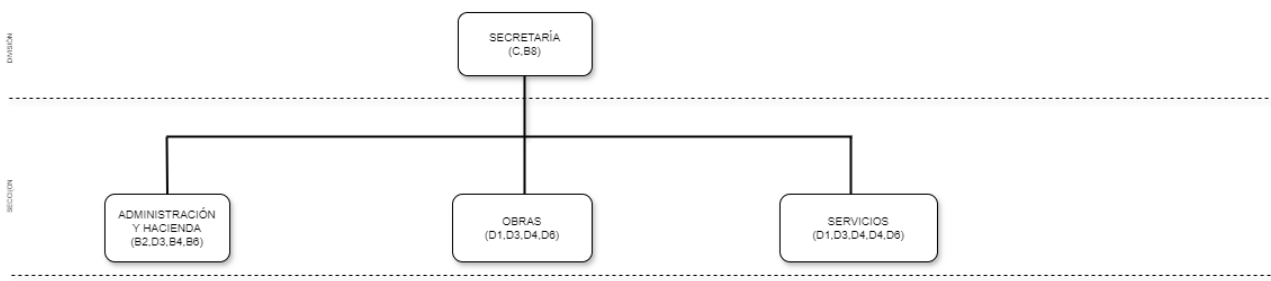 DIVISIÓN
SECRETARÍA
(C,B8)
SECCIÓN
ADMINISTRACIÓN
Y HACIENDA
(B2,D3,B4,B6)
OBRAS
(D1,D3,D4,D6)
SERVICIOS
(D1,D3,D4,D4,D6)